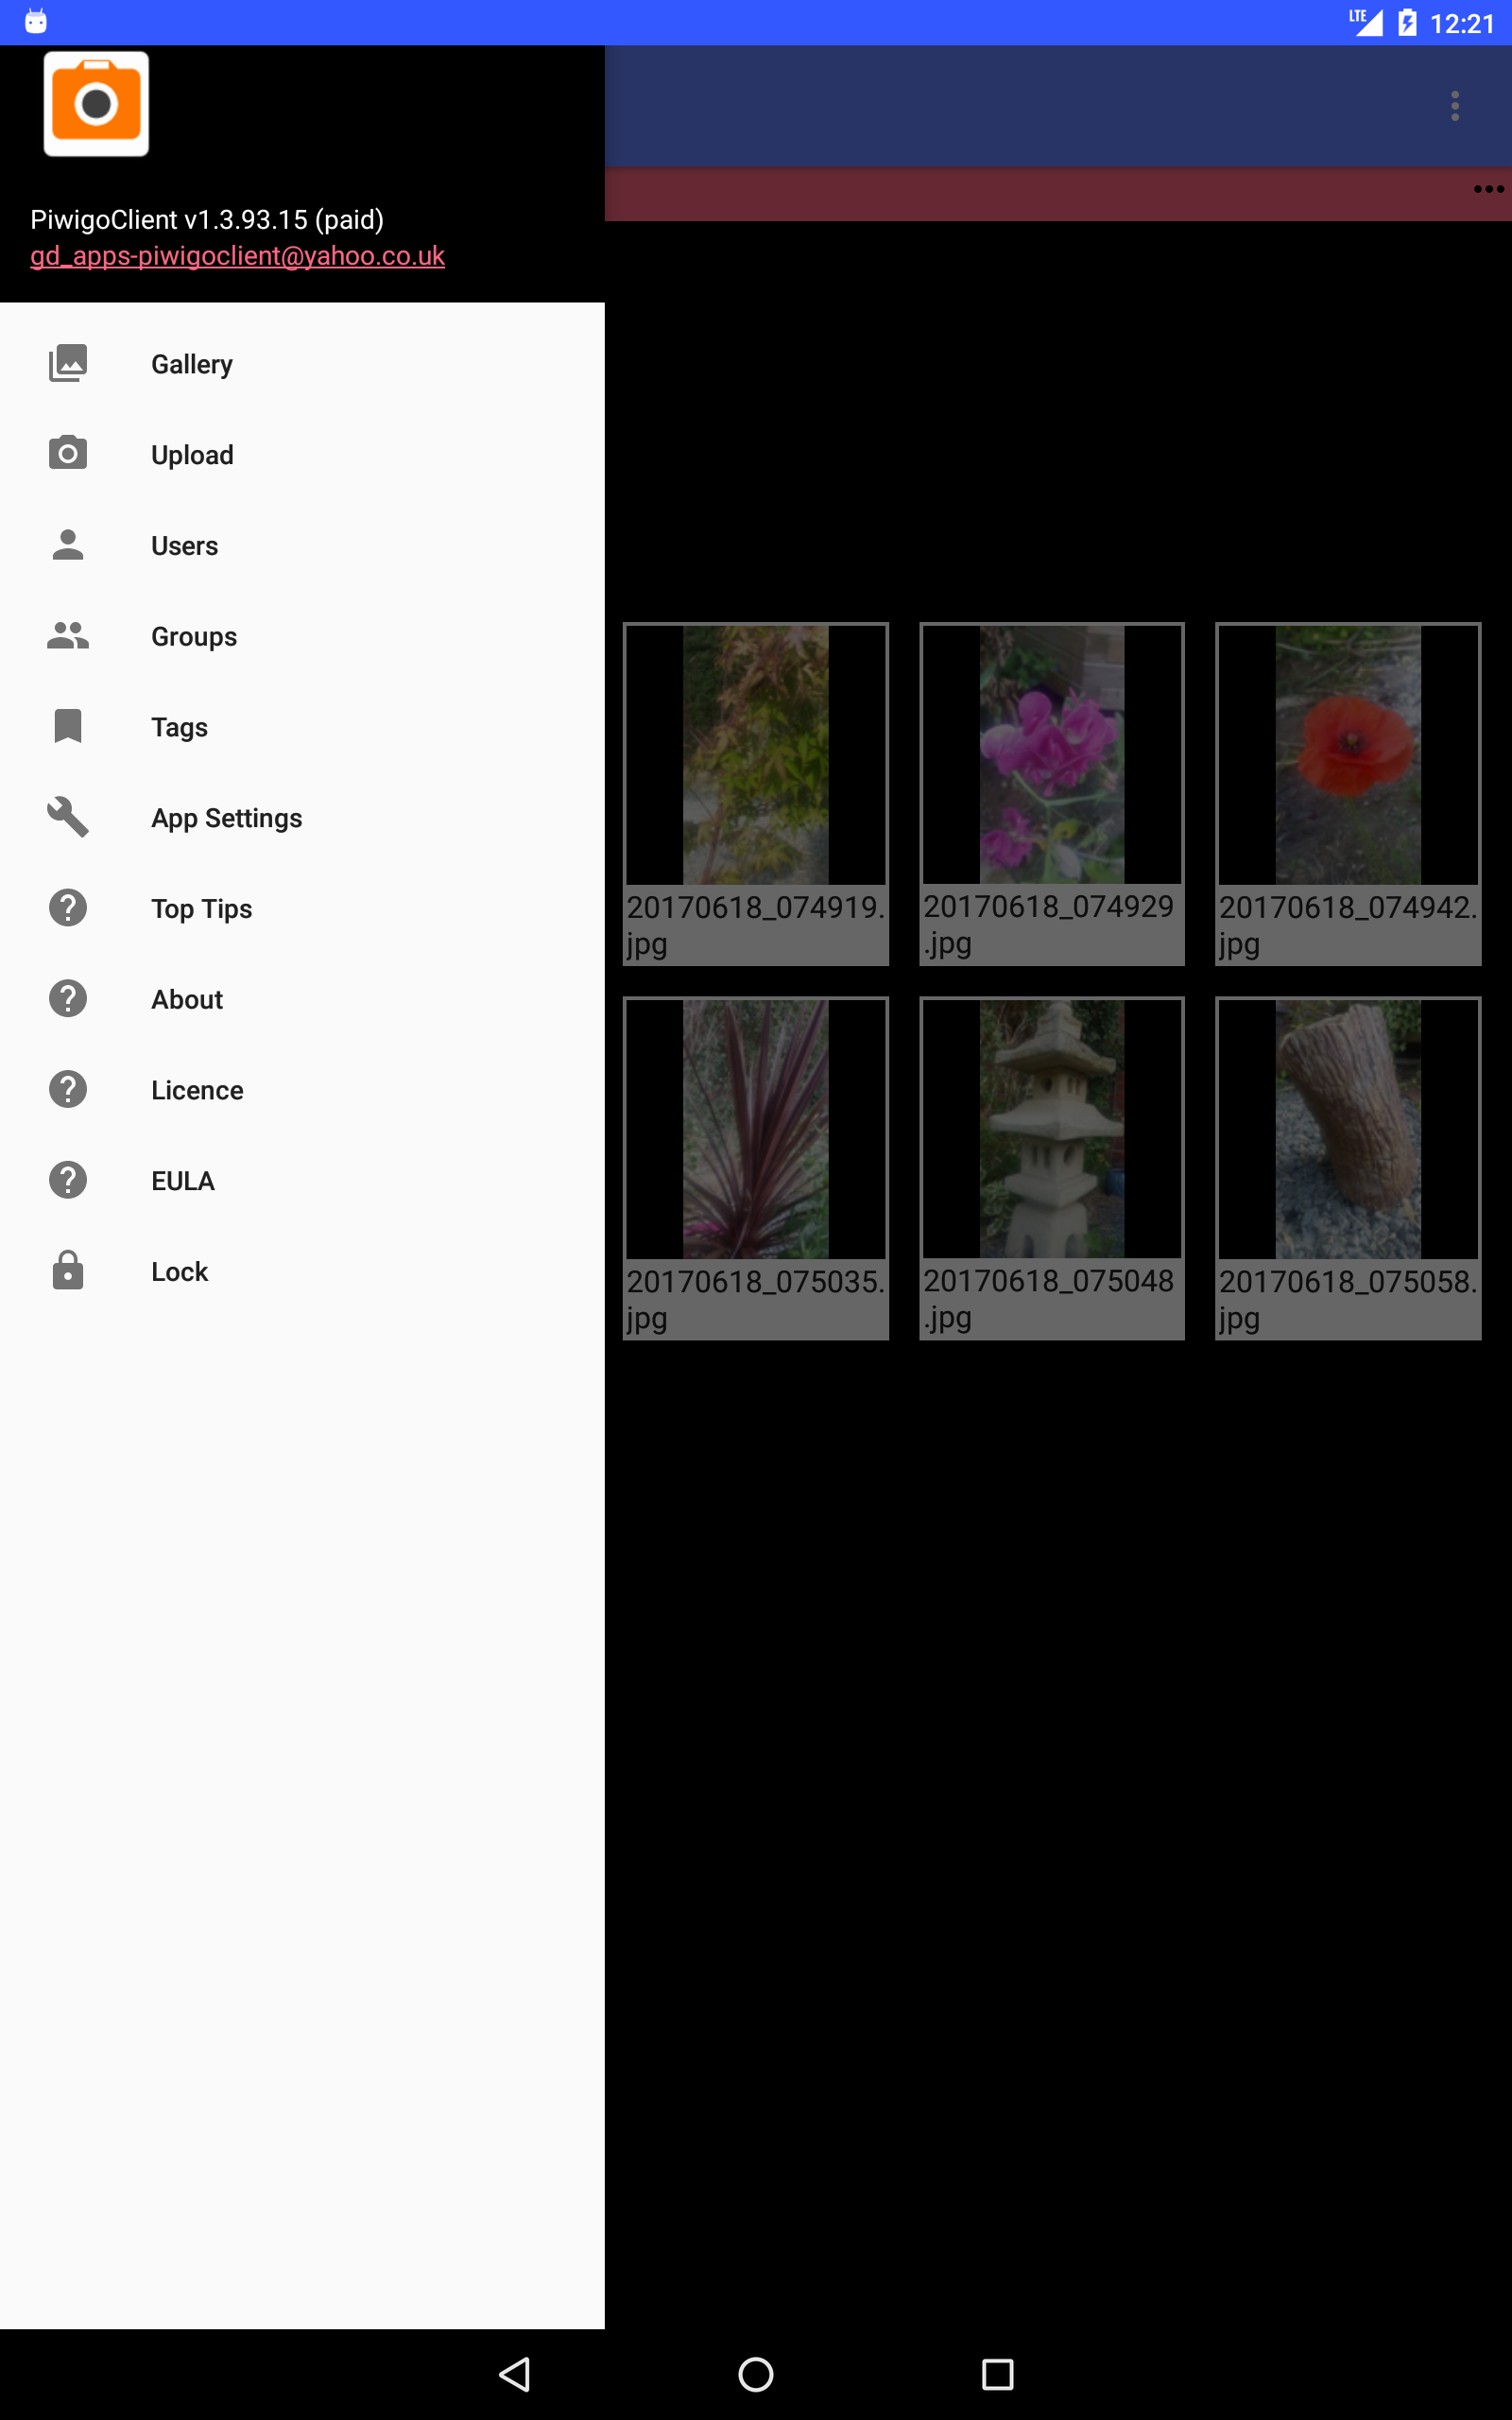 LTE 12:21
PiwigoClient v1.3.93.15 (paid)
gd_apps-piwigoclient@yahoo.co.uk
Gallery
Upload
Users
Groups
Tags
App Settings
Top Tips
About
Licence
EULA
Lock
20170618_074919.
jpg
20170618_074929
.jpg
20170618_074942.
jpg
20170618_075035.
jpg
20170618_075048
.jpg
20170618_075058.
jpg